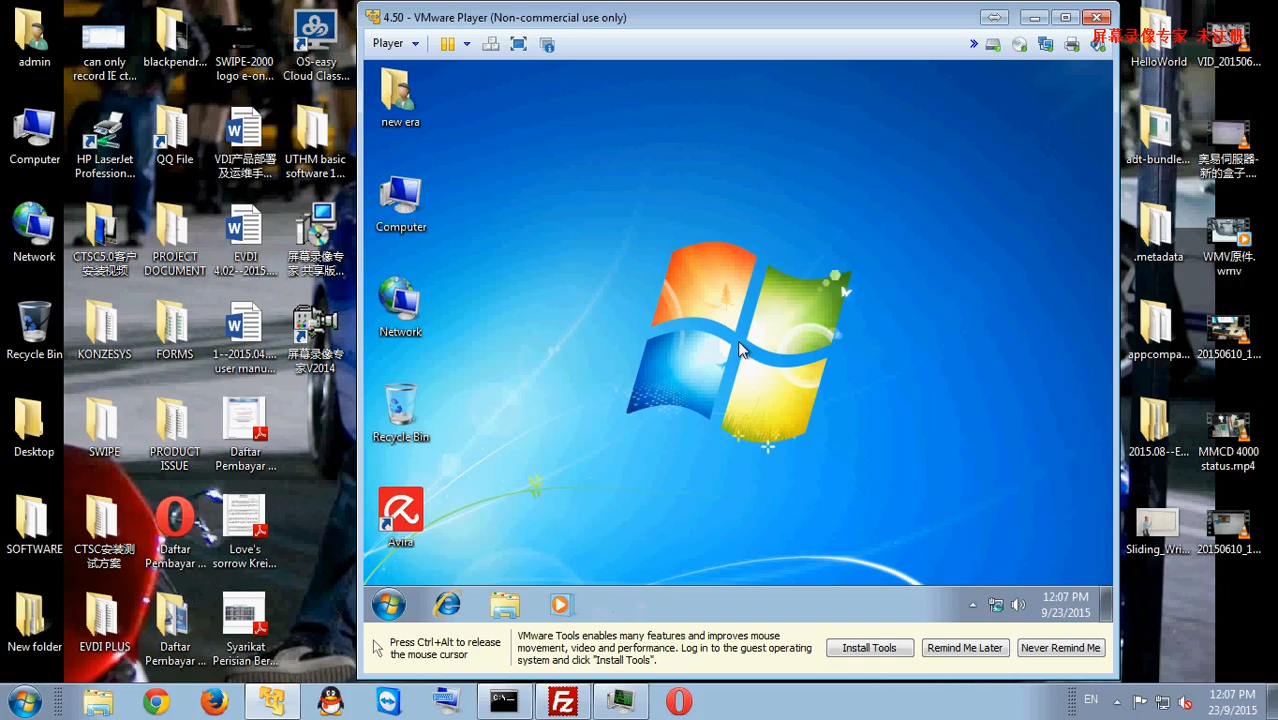 4.50 - VMware Player (Non-commercial use only)
Player
屏幕录像专家 未注册
admin
can only
record IE ct...
blackpendr...
SWIPE-2000
logo e-on...
OS-easy
Cloud Class...
Computer
HP LaserJet
Profession...
QQ File
VDI产品部署
及运维手...
UTHM basic
software 1...
Network
CTSC5.0客户
安装视频
PROJECT
DOCUMENT
EVDI
4.02--2015....
屏幕录像专
家 共享版...
Recycle Bin
KONZESYS
FORMS
1--2015.04....
user manu...
屏幕录像专
家V2014
Desktop
SWIPE
PRODUCT
ISSUE
Daftar
Pembayar ...
SOFTWARE
CTSC安装测
试方案
Daftar
Pembayar ...
Love's
sorrow Krei...
New folder
EVDI PLUS
Daftar
Pembayar ...
Syarikat
Perisian Ber...
new era
Computer
Network
Recycle Bin
Avira
12:07 PM
9/23/2015
Press Ctrl+Alt to release
the mouse cursor
VMware Tools enables many features and improves mouse
movement, video and performance. Log in to the guest operating
system and click "Install Tools".
Install Tools
Remind Me Later
Never Remind Me
HelloWorld
VID_201506...
adt-bundle...
奥易伺服器-
新的盒子....
.metadata
WMV原件.
wmv
appcompa...
20150610_1...
2015.08--E...
MMCD 4000
status.mp4
Sliding_Wri...
20150610_1...
C:\
Fz
EN
12:07 PM
23/9/2015